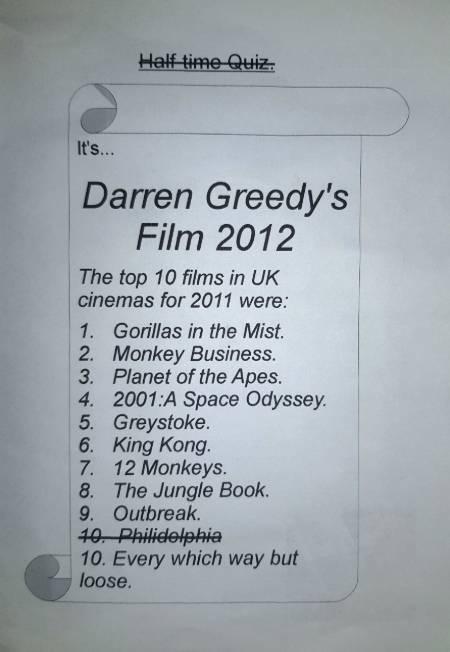 Half time Quiz.
It's...
Darren Greedy's
Film 2012
The top 10 films in UK
cinemas for 2011 were:
1. Gorillas in the Mist.
2. Monkey Business.
3. Planet of the Apes.
4. 2001:A Space Odyssey.
5. Greystoke.
6. King Kong.
7. 12 Monkeys.
8. The Jungle Book.
9. Outbreak.
10. Philidelphia
10. Every which way but
loose.